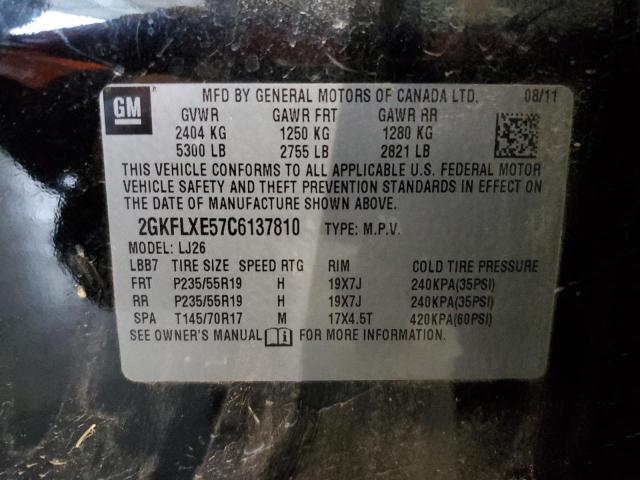 GM ® MFD BY GENERAL MOTORS OF CANADA LTD. 08/11
GVWR GAWR FRT GAWR RR
2404 KG 1250 KG 1280 KG
5300 LB 2755 LB 2821 LB
THIS VEHICLE CONFORMS TO ALL APPLICABLE U.S. FEDERAL MOTOR
VEHICLE SAFETY AND THEFT PREVENTION STANDARDS IN EFFECT ON
THE DATE OF MANUFACTURE SHOWN ABOVE.
2GKFLXE57C6137810 TYPE: M.P.V.
MODEL: LJ26
LBB7 TIRE SIZE SPEED RTG RIM COLD TIRE PRESSURE
FRT P235/55R19 H 19X7J 240KPA(35PSI)
RR P235/55R19 H 19X7J 240KPA(35PSI)
SPA T145/70R17 M 17X4.5T 420KPA(60PSI)
SEE OWNER'S MANUAL i FOR MORE INFORMATION.